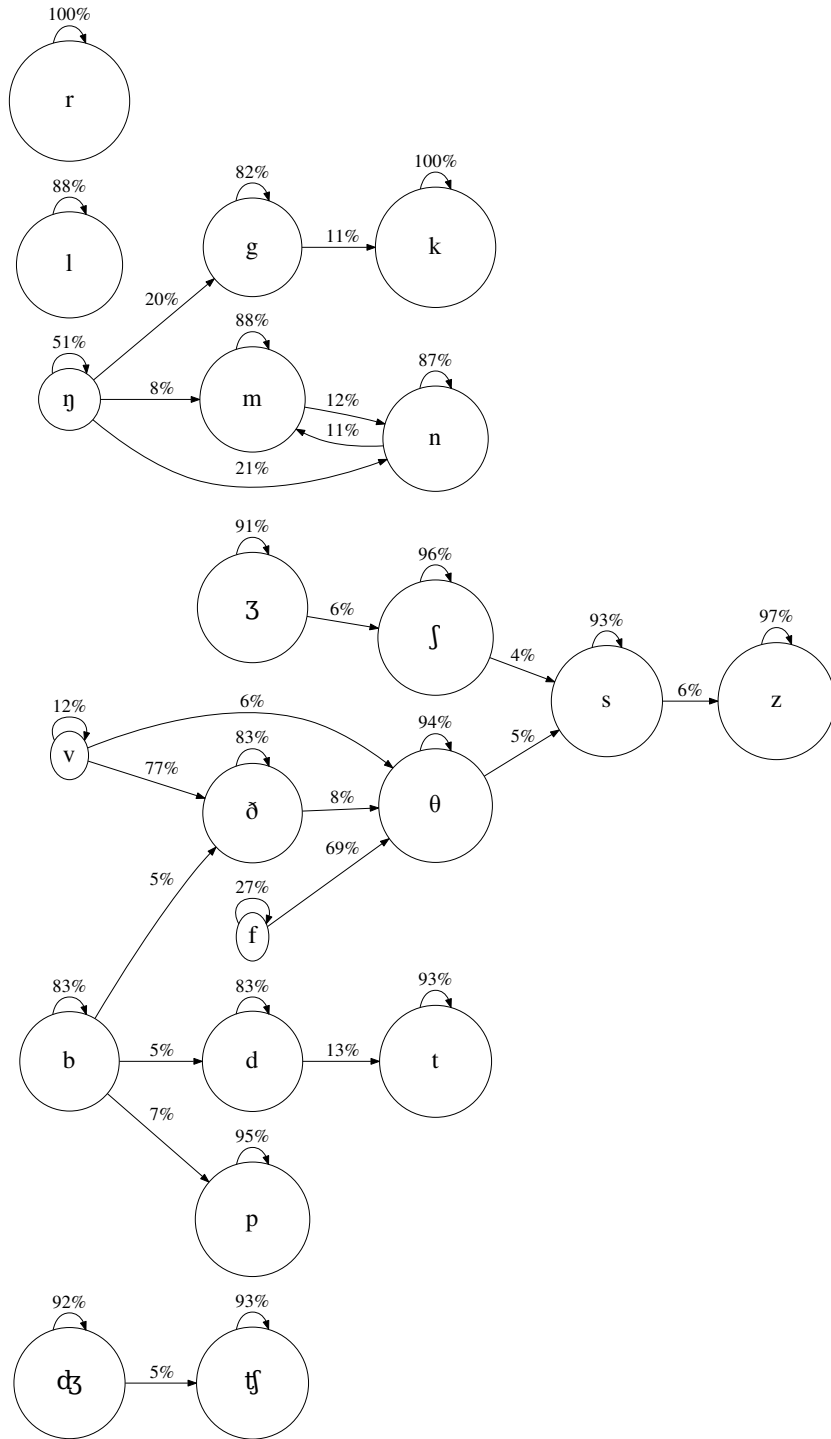 100%
r
88%
l
82%
g
11%
100%
k
20%
51%
ŋ
8%
88%
m
12%
11%
87%
n
21%
91%
ʒ
6%
96%
ʃ
4%
93%
s
6%
97%
z
12%
v
6%
77%
83%
ð
8%
94%
θ
5%
69%
27%
f
5%
83%
b
5%
83%
d
13%
93%
t
7%
95%
p
92%
ʤ
5%
93%
ʧ